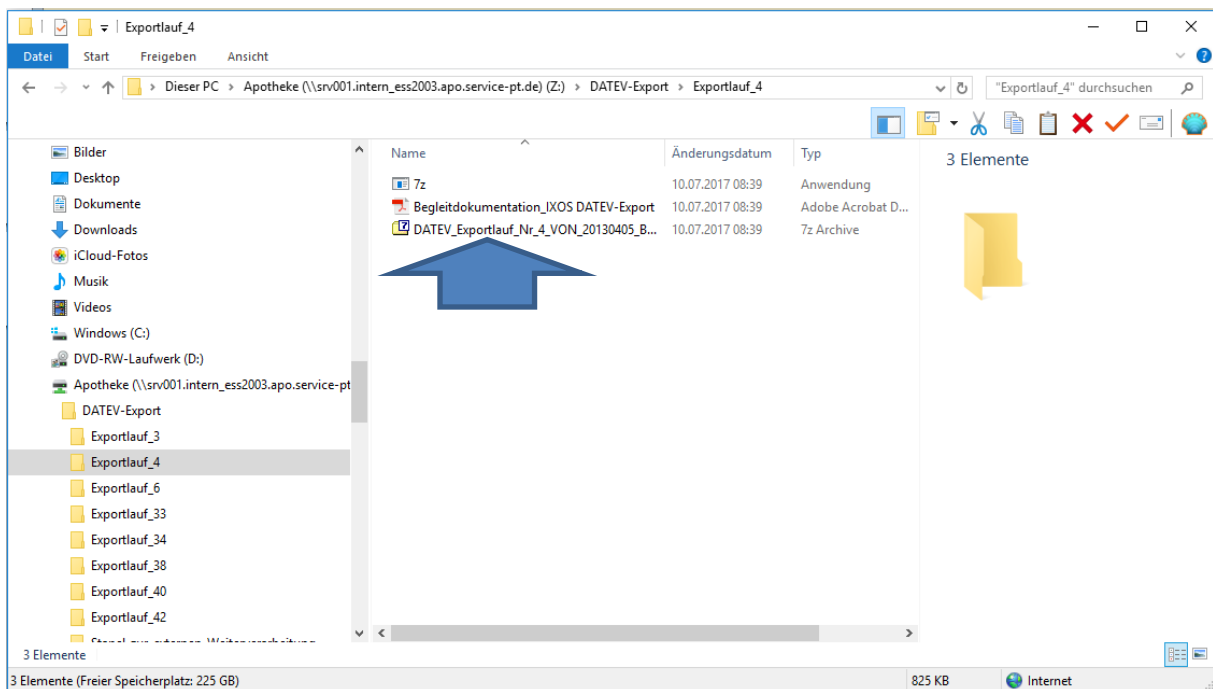 Exportlauf_4
Datei Start Freigeben Ansicht
Dieser PC > Apotheke (\\srv001.intern_ess2003.apo.service-pt.de) (Z:) > DATEV-Export > Exportlauf_4 "Exportlauf_4" durchsuchen
Bilder
Desktop
Dokumente
Downloads
iCloud-Fotos
Musik
Videos
Windows (C:)
DVD-RW-Laufwerk (D:)
Apotheke (\\srv001.intern_ess2003.apo.service-pt
DATEV-Export
Exportlauf_3
Exportlauf_4
Exportlauf_6
Exportlauf_33
Exportlauf_34
Exportlauf_38
Exportlauf_40
Exportlauf_42
Name Änderungsdatum Typ
7z 10.07.2017 08:39 Anwendung
Begleitdokumentation_IXOS DATEV-Export 10.07.2017 08:39 Adobe Acrobat D...
DATEV_Exportlauf_Nr_4_VON_20130405_B... 10.07.2017 08:39 7z Archive
3 Elemente
3 Elemente
3 Elemente (Freier Speicherplatz: 225 GB) 825 KB Internet